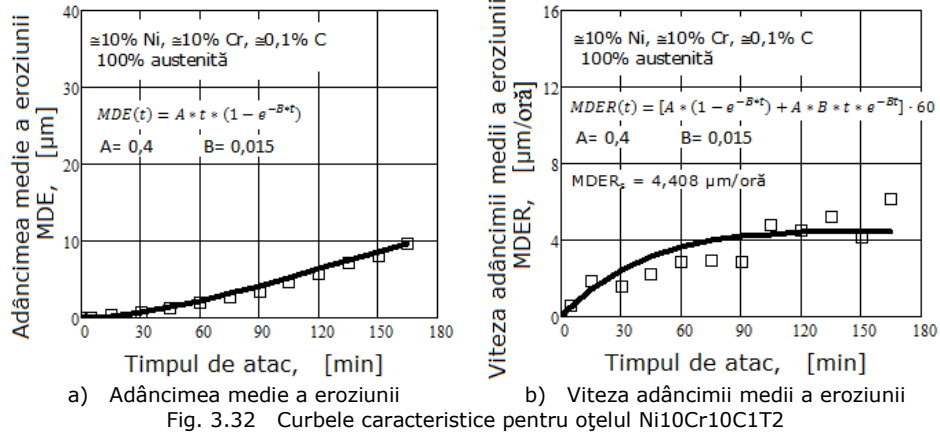 Adâncimea medie a eroziunii
MDE, [µm]
40
30
20
10
0
≅10% Ni, ≅10% Cr, ≅0,1% C
100% austenită
MDE(t) = A * t * (1 − e^{−B*t})
A= 0,4 B= 0,015
0 30 60 90 120 150 180
Timpul de atac, [min]
a) Adâncimea medie a eroziunii
Viteza adâncimii medii a eroziunii
MDER, [µm/oră]
16
12
8
4
0
≅10% Ni, ≅10% Cr, ≅0,1% C
100% austenită
MDER(t) = [A * (1 − e^{−B*t}) + A * B * t * e^{−Bt}] · 60
A= 0,4 B= 0,015
MDERₛ = 4,408 µm/oră
0 30 60 90 120 150 180
Timpul de atac, [min]
b) Viteza adâncimii medii a eroziunii
Fig. 3.32 Curbele caracteristice pentru oţelul Ni10Cr10C1T2